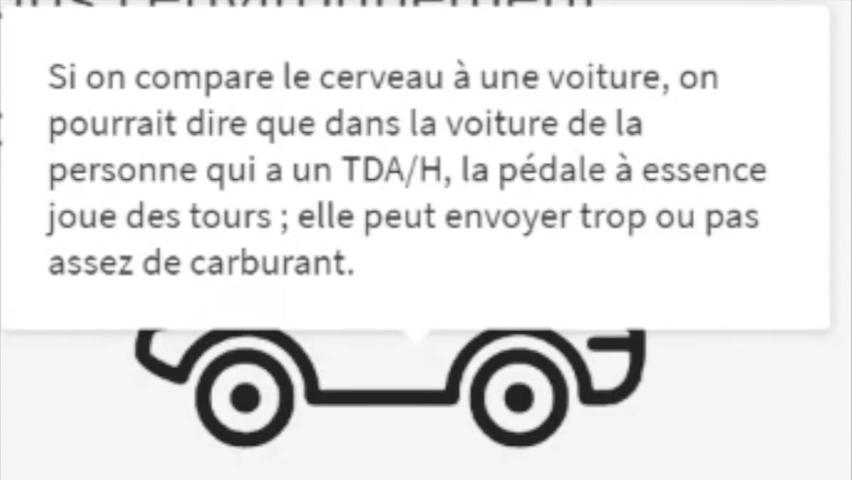 Si on compare le cerveau à une voiture, on
pourrait dire que dans la voiture de la
personne qui a un TDA/H, la pédale à essence
joue des tours ; elle peut envoyer trop ou pas
assez de carburant.